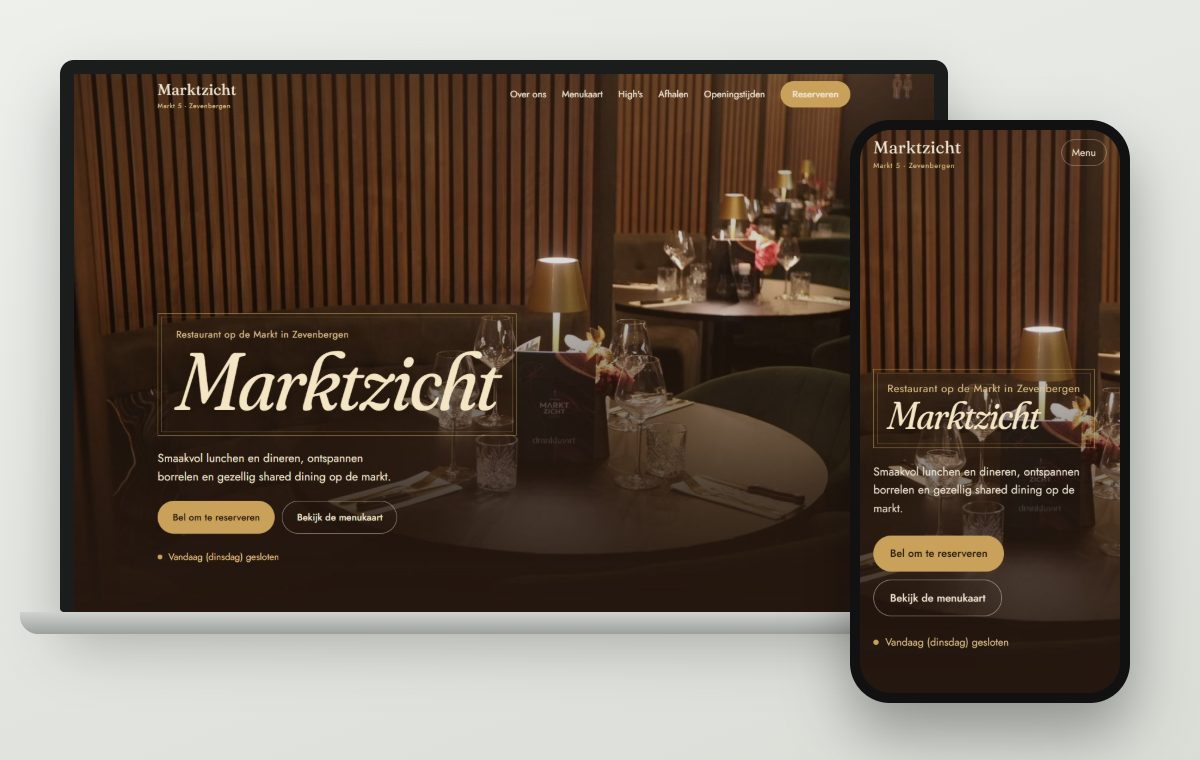 Marktzicht
Markt 5 · Zevenbergen
Over ons
Menukaart
High's
Afhalen
Openingstijden
Reserveren
Restaurant op de Markt in Zevenbergen
Marktzicht
Smaakvol lunchen en dineren, ontspannen
borrelen en gezellig shared dining op de markt.
Bel om te reserveren
Bekijk de menukaart
Vandaag (dinsdag) gesloten
MARKT
ZICHT
drankkaart
Marktzicht
Markt 5 · Zevenbergen
Menu
Restaurant op de Markt in Zevenbergen
Marktzicht
Smaakvol lunchen en dineren, ontspannen
borrelen en gezellig shared dining op de
markt.
Bel om te reserveren
Bekijk de menukaart
Vandaag (dinsdag) gesloten
drankkaart